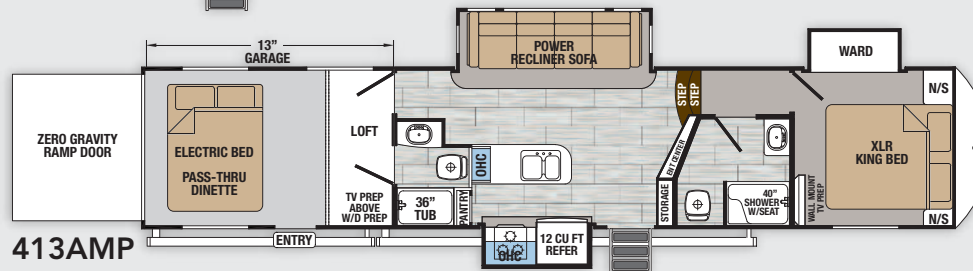 13”
GARAGE
ZERO GRAVITY
RAMP DOOR
ELECTRIC BED
PASS-THRU
DINETTE
LOFT
TV PREP
ABOVE
W/D PREP
36”
TUB
PANTRY
OHC
POWER
RECLINER SOFA
STEP
STEP
ENT CENTER
STORAGE
40”
SHOWER
W/SEAT
WALL MOUNT
TV PREP
WARD
N/S
XLR
KING BED
N/S
OHC
12 CU FT
REFER
ENTRY
413AMP